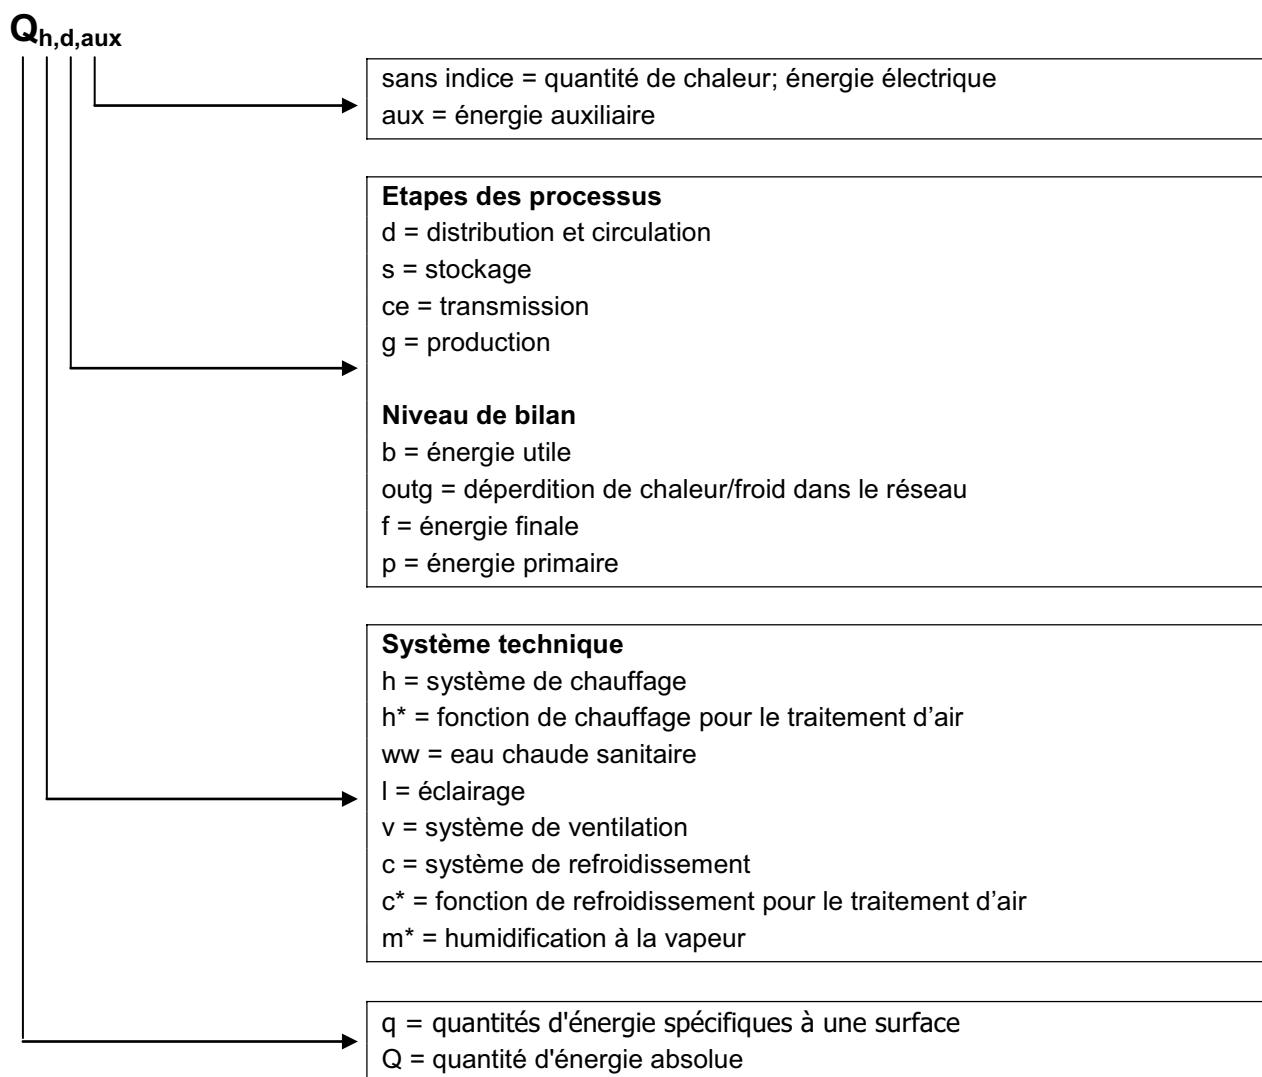 Qh,d,aux
sans indice = quantité de chaleur; énergie électrique
aux = énergie auxiliaire
Etapes des processus
d = distribution et circulation
s = stockage
ce = transmission
g = production
Niveau de bilan
b = énergie utile
outg = déperdition de chaleur/froid dans le réseau
f = énergie finale
p = énergie primaire
Système technique
h = système de chauffage
h* = fonction de chauffage pour le traitement d’air
ww = eau chaude sanitaire
l = éclairage
v = système de ventilation
c = système de refroidissement
c* = fonction de refroidissement pour le traitement d’air
m* = humidification à la vapeur
q = quantités d'énergie spécifiques à une surface
Q = quantité d'énergie absolue